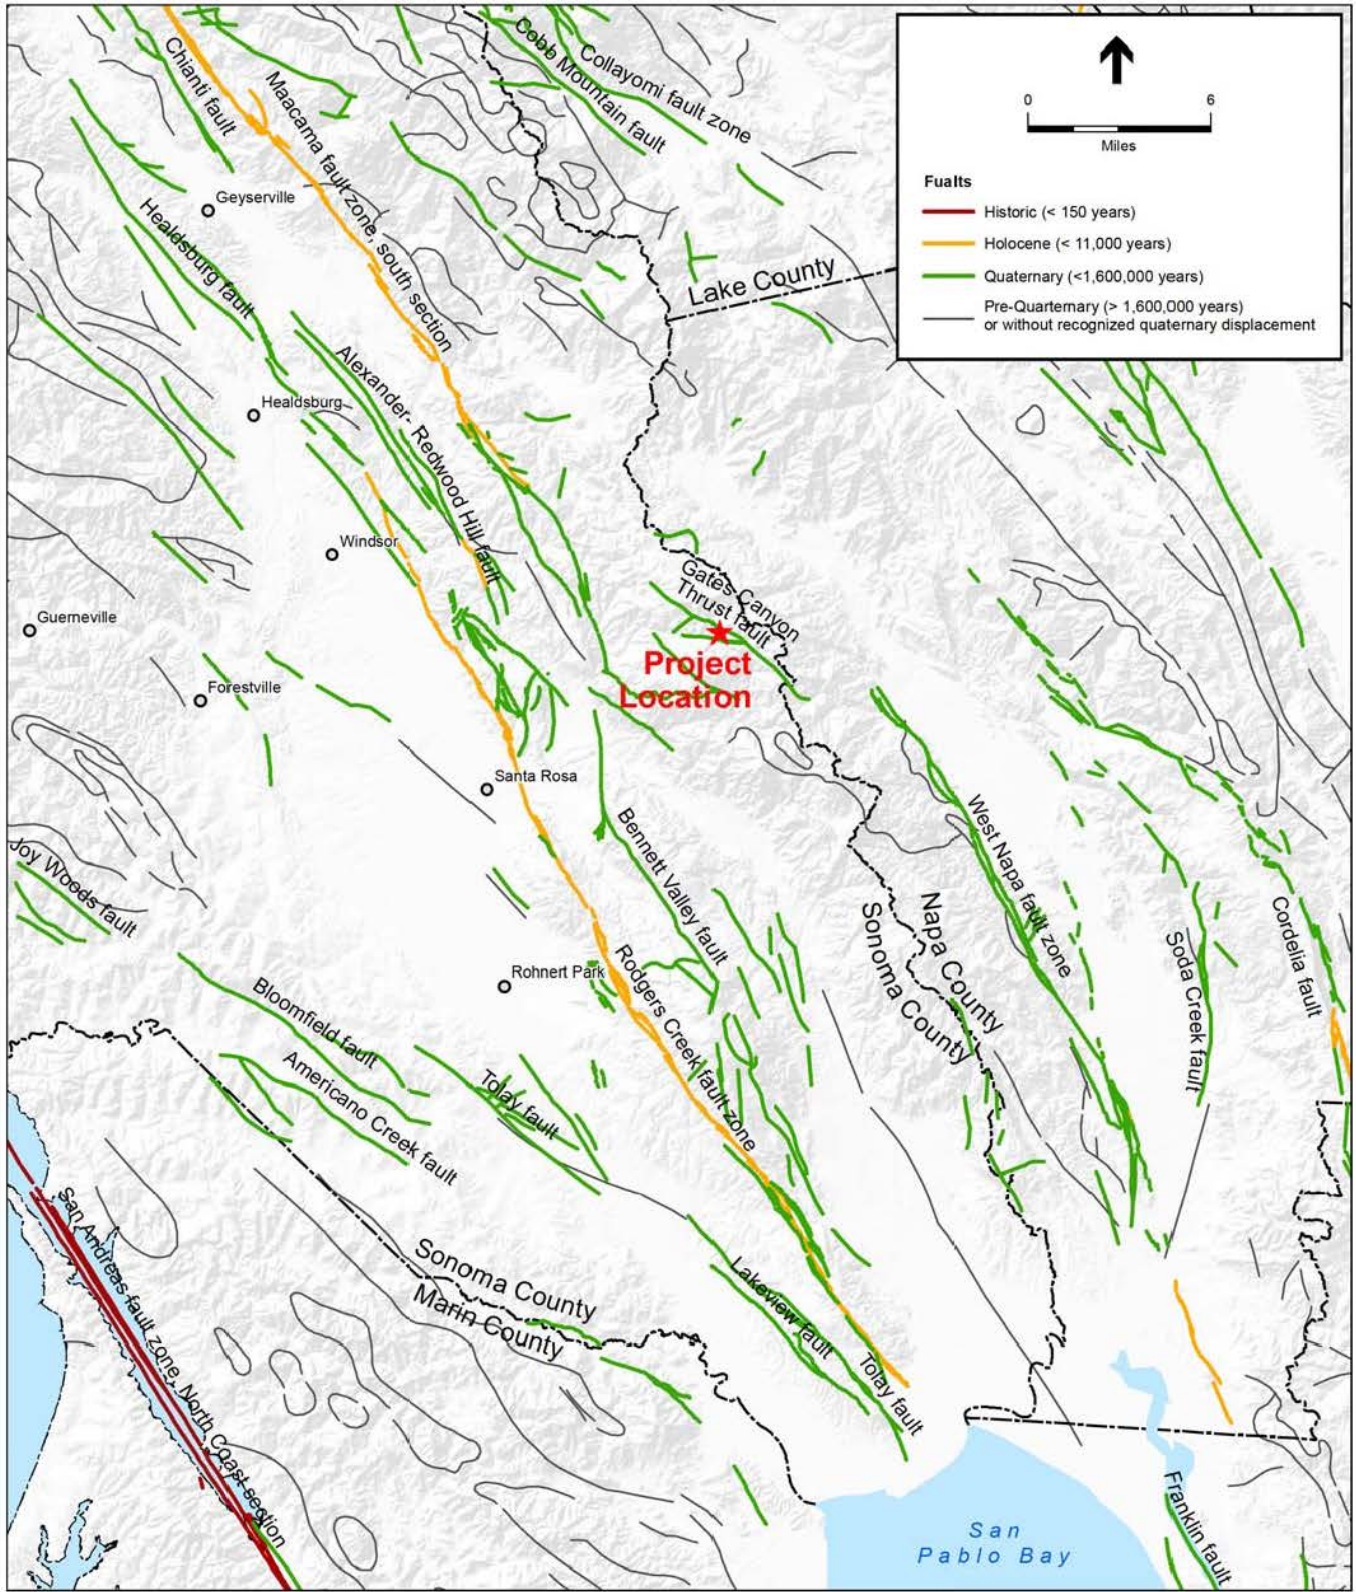 Chianti fault
Maacama fault zone, south section
Cobb Mountain fault
Collayomi fault zone
0 6
Miles
Fualts
Historic (< 150 years)
Holocene (< 11,000 years)
Quaternary (<1,600,000 years)
Pre-Quarternary (> 1,600,000 years)
or without recognized quaternary displacement
Geyserville
Healdsburg fault
Lake County
Healdsburg
Alexander- Redwood Hill fault
Windsor
Guerneville
Gates Canyon
Thrust fault
Project
Location
Forestville
Santa Rosa
Bennett Valley fault
West Napa fault zone
Joy Woods fault
Napa County
Sonoma County
Soda Creek fault
Cordelia fault
Rohnert Park
Rodgers Creek fault zone
Bloomfield fault
Americano Creek fault
Tolay fault
San Andreas fault zone, North Coast section
Sonoma County
Marin County
Lakeview fault
Tolay fault
Franklin fault
San
Pablo Bay